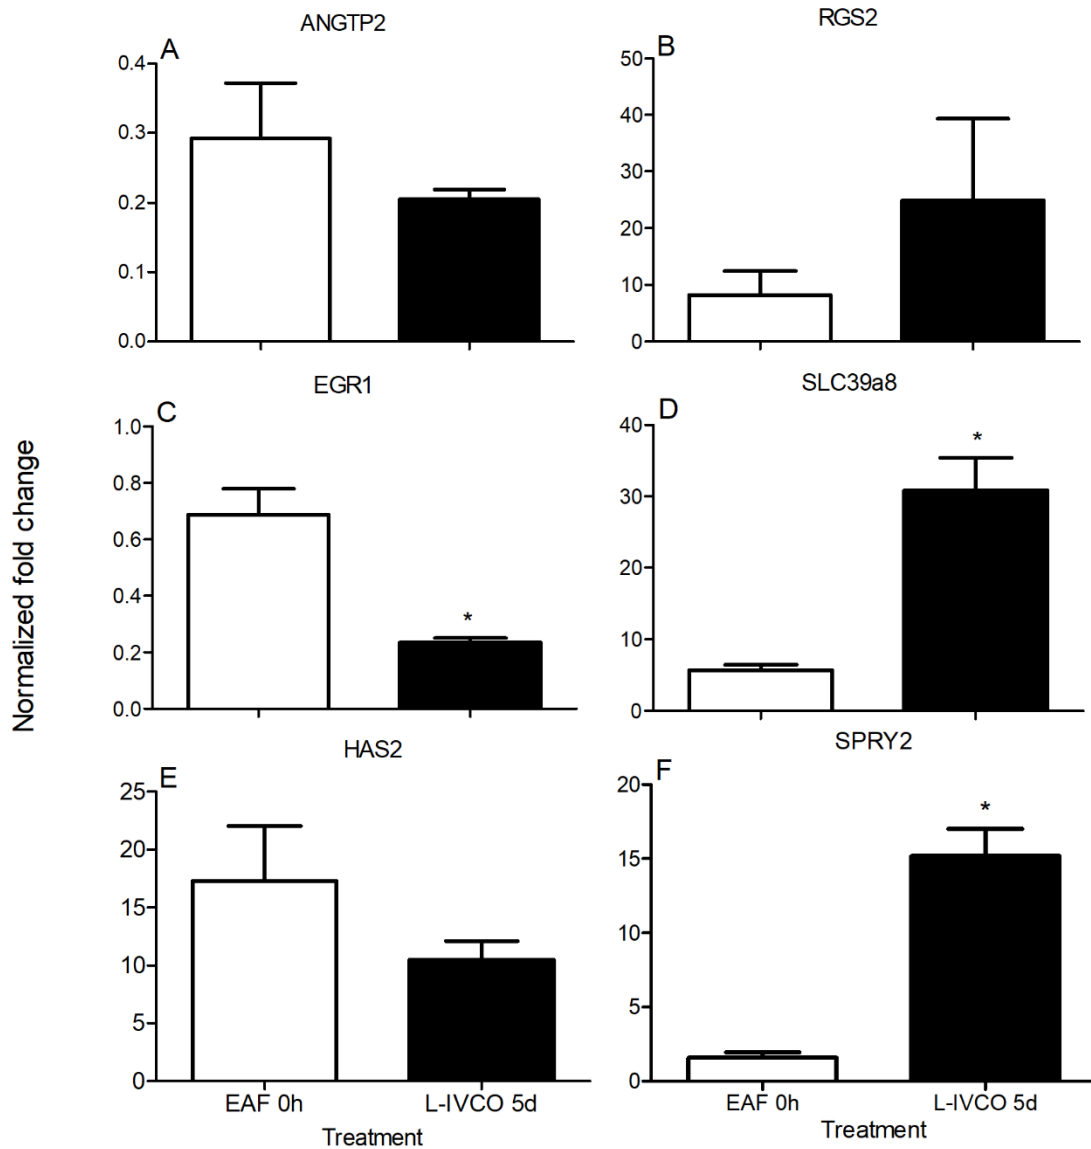 ANGTP2
RGS2
A
B
0.4
0.3
0.2
0.1
0.0
50
40
30
20
10
0
EGR1
SLC39a8
C
D
1.0
0.8
0.6
0.4
0.2
0.0
*
40
30
20
10
0
*
Normalized fold change
HAS2
SPRY2
E
F
25
20
15
10
5
0
20
15
10
5
0
*
EAF 0h
L-IVCO 5d
EAF 0h
L-IVCO 5d
Treatment
Treatment